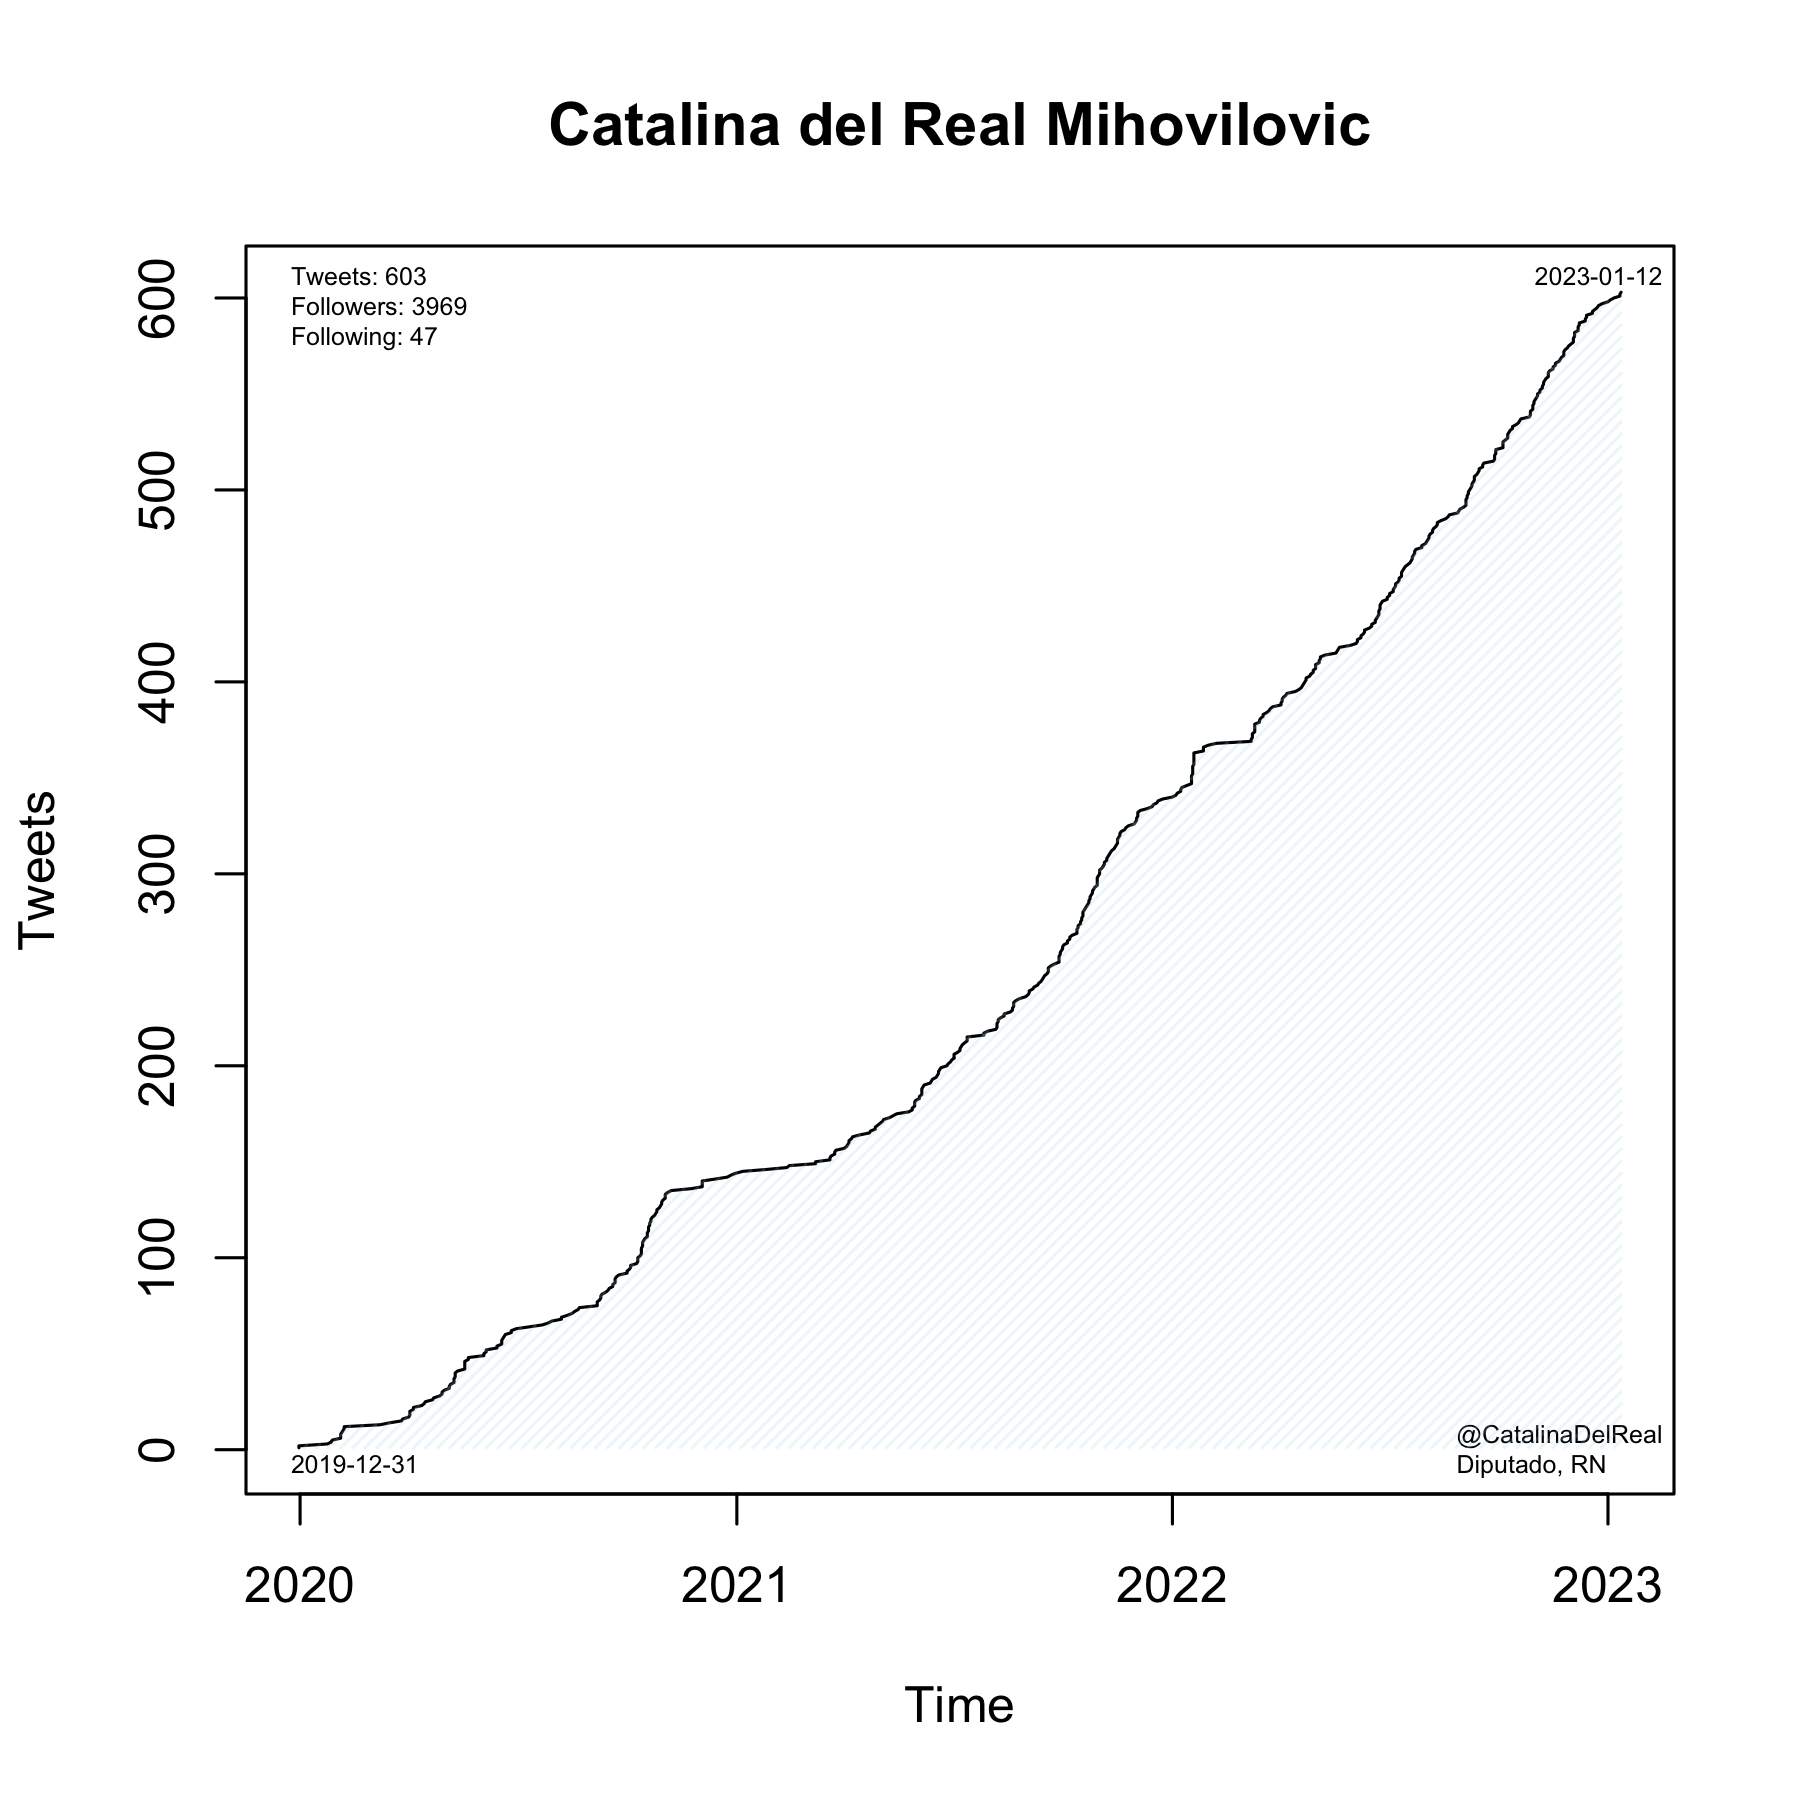 Catalina del Real Mihovilovic
Tweets: 603
Followers: 3969
Following: 47
2023-01-12
600
500
400
300
200
100
0
Tweets
2019-12-31
@CatalinaDelReal
Diputado, RN
2020
2021
2022
2023
Time